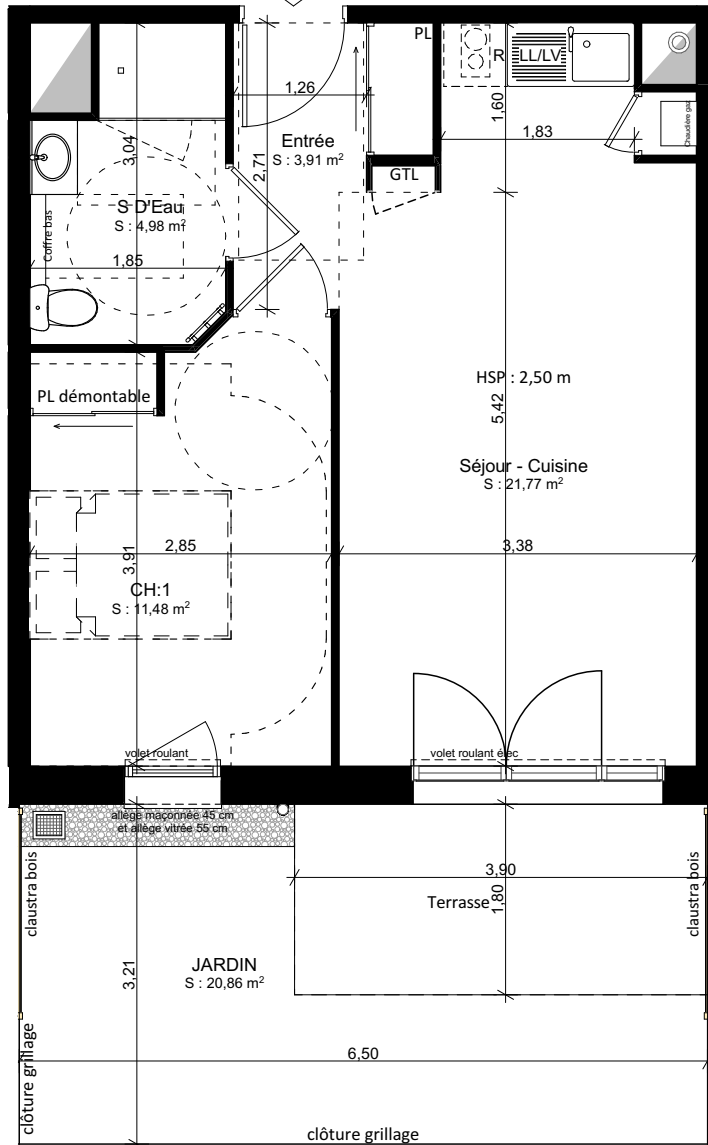 PL
R
LL/LV
1,26
1,60
1,83
Chaudière gaz
Entrée
S : 3,91 m²
3,04
2,71
GTL
S D'Eau
S : 4,98 m²
Coffre bas
1,85
HSP : 2,50 m
PL démontable
5,42
Séjour - Cuisine
S : 21,77 m²
2,85
3,91
3,38
CH:1
S : 11,48 m²
volet roulant
volet roulant élec
allège maçonnée 45 cm
et allège vitrée 55 cm
claustra bois
3,90
1,80
Terrasse
claustra bois
JARDIN
S : 20,86 m²
3,21
6,50
clôture grillage
clôture grillage